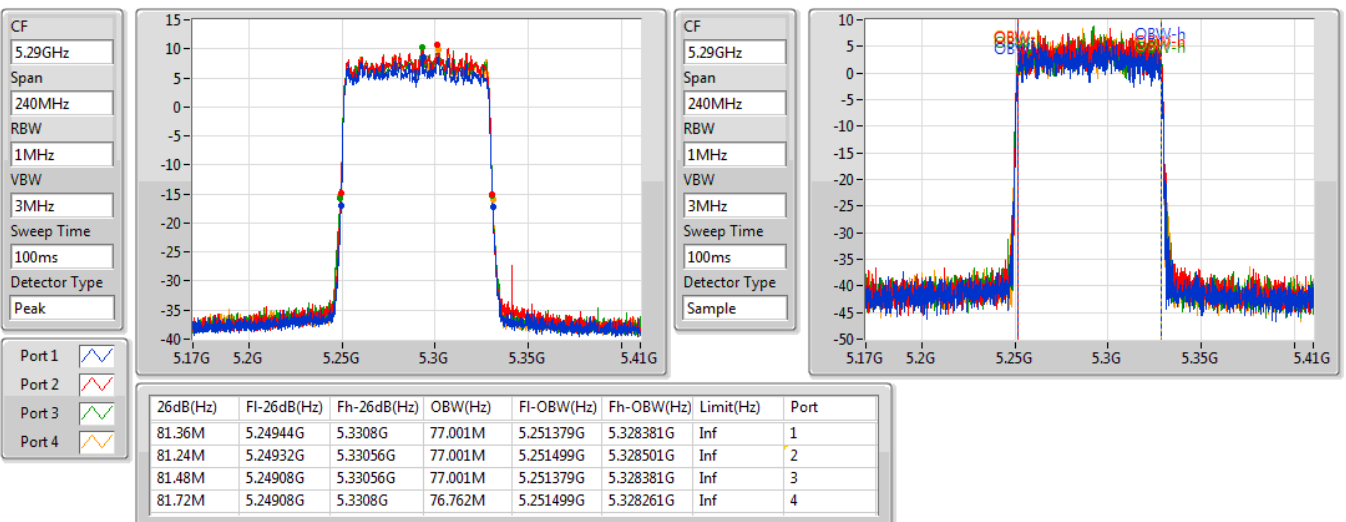 CF
5.29GHz
Span
240MHz
RBW
1MHz
VBW
3MHz
Sweep Time
100ms
Detector Type
Peak
15
10
5
0
-5
-10
-15
-20
-25
-30
-35
-40
5.17G 5.2G 5.25G 5.3G 5.35G 5.41G
CF
5.29GHz
Span
240MHz
RBW
1MHz
VBW
3MHz
Sweep Time
100ms
Detector Type
Sample
10
5
0
-5
-10
-15
-20
-25
-30
-35
-40
-45
-50
OBW-h
5.17G 5.2G 5.25G 5.3G 5.35G 5.41G
Port 1
Port 2
Port 3
Port 4
26dB(Hz) Fl-26dB(Hz) Fh-26dB(Hz) OBW(Hz) Fl-OBW(Hz) Fh-OBW(Hz) Limit(Hz) Port
81.36M 5.24944G 5.3308G 77.001M 5.251379G 5.328381G Inf 1
81.24M 5.24932G 5.33056G 77.001M 5.251499G 5.328501G Inf 2
81.48M 5.24908G 5.33056G 77.001M 5.251379G 5.328381G Inf 3
81.72M 5.24908G 5.3308G 76.762M 5.251499G 5.328261G Inf 4